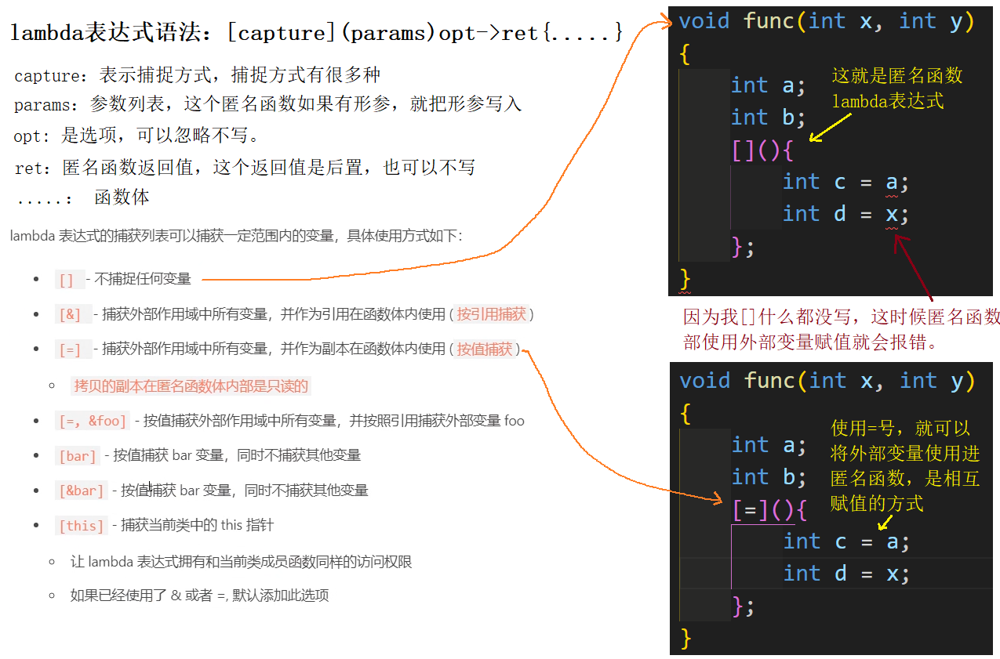 lambda表达式语法：[capture](params)opt->ret{.....}
capture：表示捕捉方式，捕捉方式有很多种
params：参数列表，这个匿名函数如果有形参，就把形参写入
opt：是选项，可以忽略不写。
ret：匿名函数返回值，这个返回值是后置，也可以不写
.....： 函数体
lambda 表达式的捕获列表可以捕获一定范围内的变量，具体使用方式如下：
[] - 不捕捉任何变量
[&] - 捕获外部作用域中所有变量，并作为引用在函数体内使用 (按引用捕获)
[=] - 捕获外部作用域中所有变量，并作为副本在函数体内使用 (按值捕获)
拷贝的副本在匿名函数体内部是只读的
[=, &foo] - 按值捕获外部作用域中所有变量，并按照引用捕获外部变量 foo
[bar] - 按值捕获 bar 变量，同时不捕获其他变量
[&bar] - 按值捕获 bar 变量，同时不捕获其他变量
[this] - 捕获当前类中的 this 指针
让 lambda 表达式拥有和当前类成员函数同样的访问权限
如果已经使用了 & 或者 =, 默认添加此选项
void func(int x, int y)
{
int a;
int b;
[](){
int c = a;
int d = x;
};
}
这就是匿名函数
lambda表达式
因为我[]什么都没写，这时候匿名函数
部使用外部变量赋值就会报错。
void func(int x, int y)
{
int a;
int b;
[=](){
int c = a;
int d = x;
};
}
使用=号，就可以
将外部变量使用进
匿名函数，是相互
赋值的方式